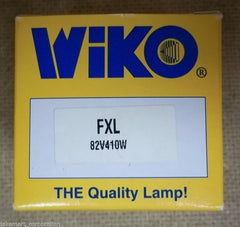 WiKO®
FXL
82V410W
THE Quality Lamp!